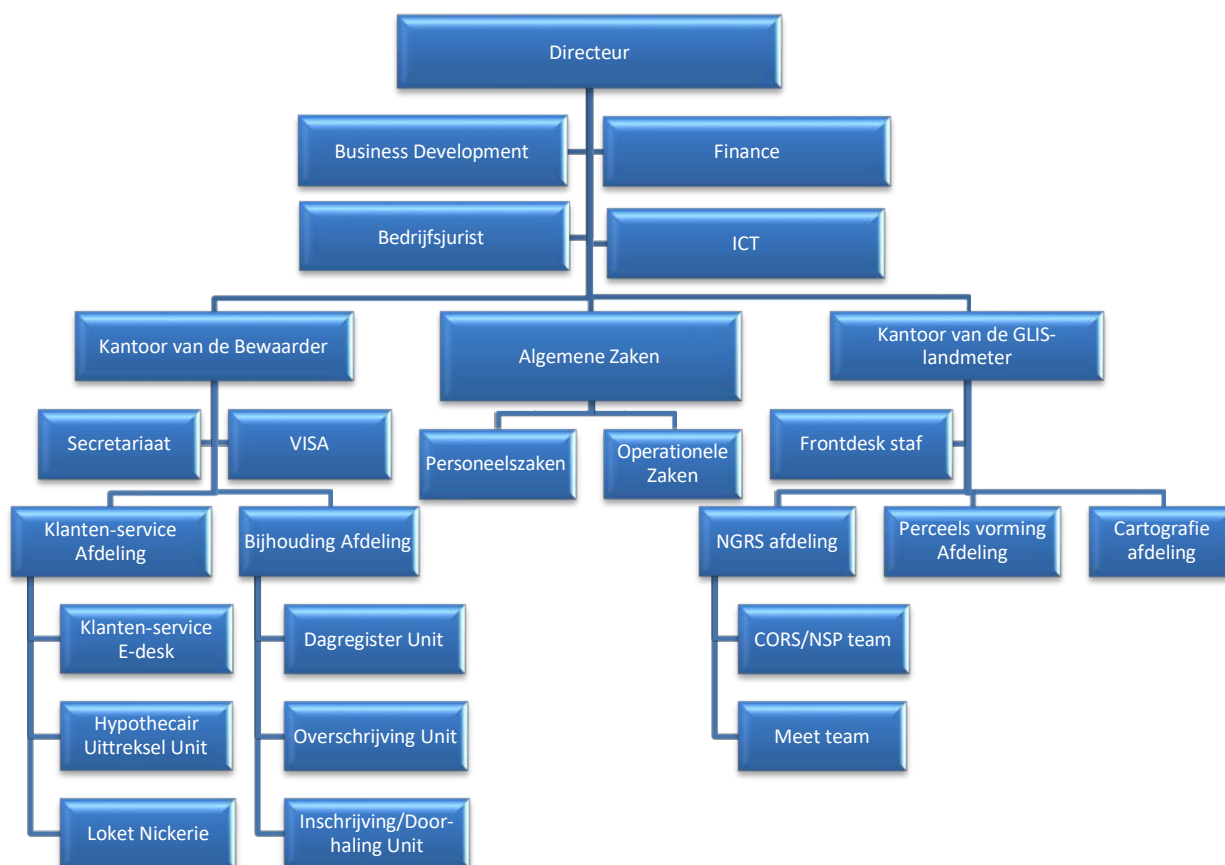 Directeur
Business Development
Finance
Bedrijfsjurist
ICT
Kantoor van de Bewaarder
Algemene Zaken
Kantoor van de GLIS-
landmeter
Secretariaat
VISA
Personeelszaken
Operationele
Zaken
Frontdesk staf
Klanten-service
Afdeling
Bijhouding Afdeling
NGRS afdeling
Perceels vorming
Afdeling
Cartografie
afdeling
Klanten-service
E-desk
Dagregister Unit
CORS/NSP team
Hypothecair
Uittreksel Unit
Overschrijving Unit
Meet team
Loket Nickerie
Inschrijving/Door-
haling Unit